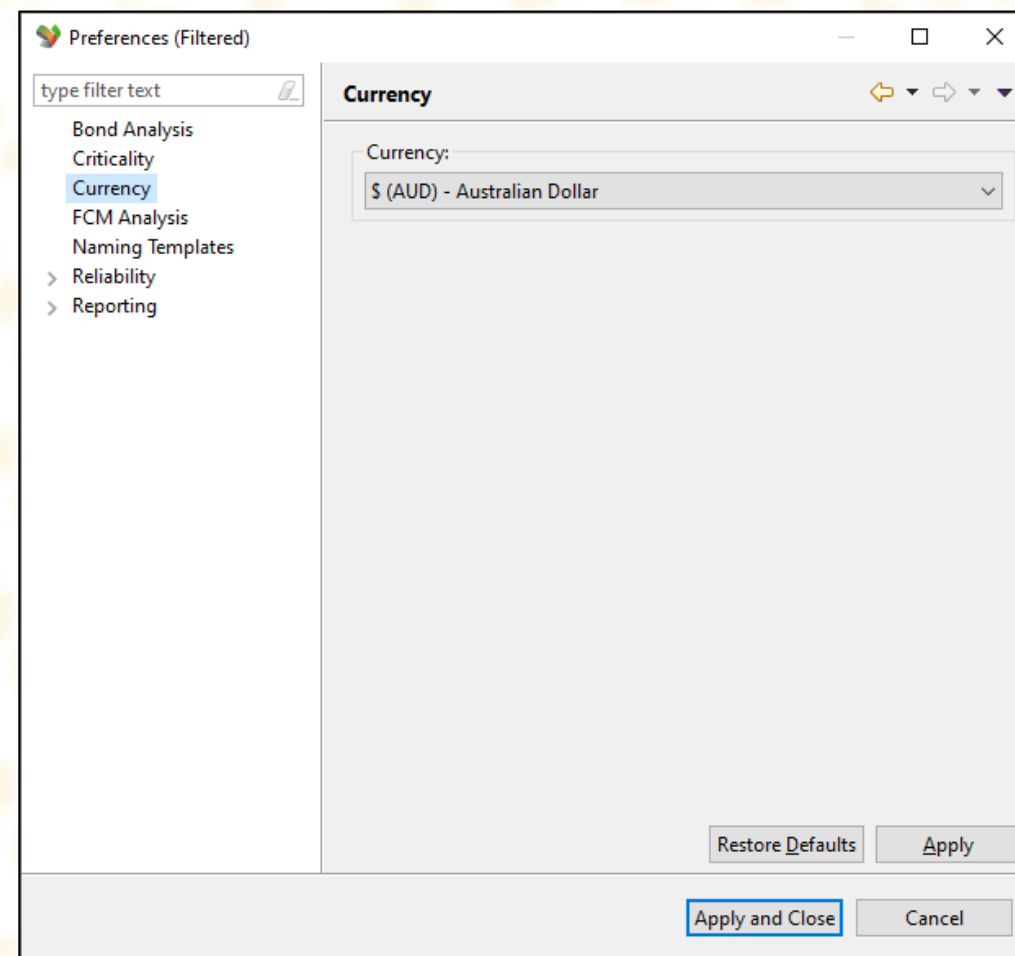 Preferences (Filtered)
type filter text
Bond Analysis
Criticality
Currency
FCM Analysis
Naming Templates
Reliability
Reporting
Currency
Currency:
$ (AUD) - Australian Dollar
Restore Defaults
Apply
Apply and Close
Cancel